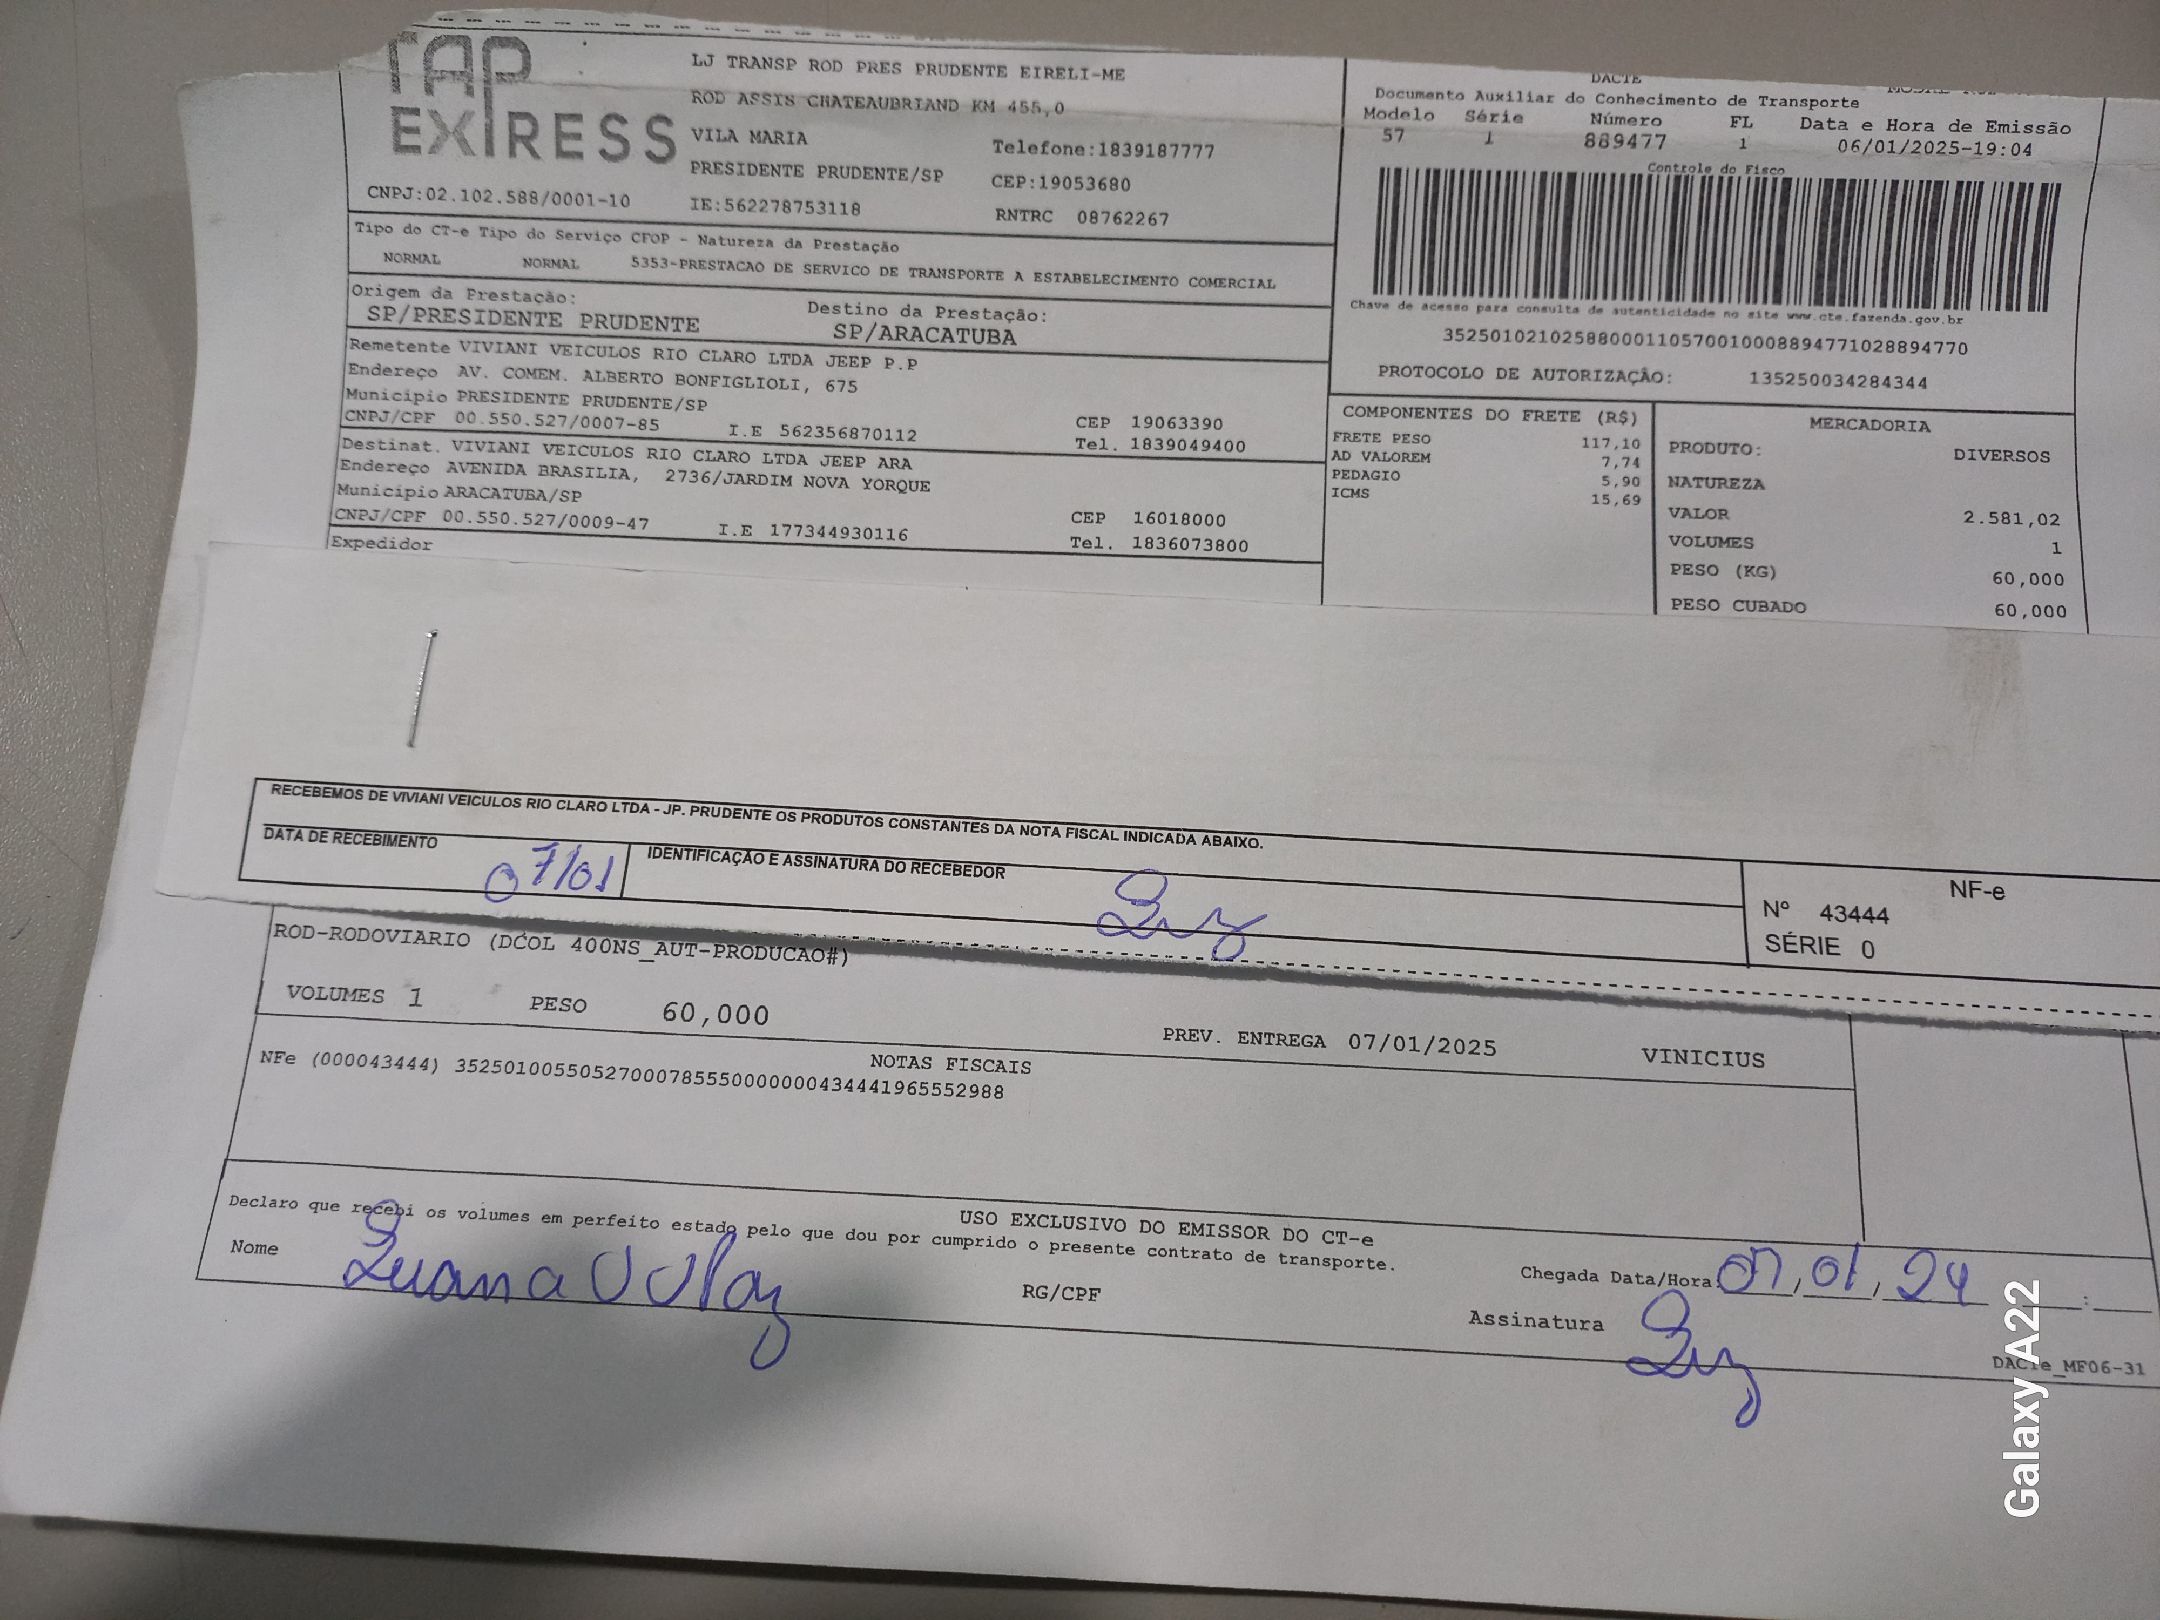 TAP
EXPRESS
LJ TRANSP ROD PRES PRUDENTE EIRELI-ME
ROD ASSIS CHATEAUBRIAND KM 455,0
VILA MARIA
Telefone:1839187777
PRESIDENTE PRUDENTE/SP
CEP:19053680
CNPJ:02.102.588/0001-10
IE:562278753118
RNTRC 08762267
DACTE
Documento Auxiliar do Conhecimento de Transporte
Modelo Série Número FL Data e Hora de Emissão
57 1 889477 1 06/01/2025-19:04
Controle do Fisco
Chave de acesso para consulta de autenticidade no site www.cte.fazenda.gov.br
35250102102588000110570010008894771028894770
PROTOCOLO DE AUTORIZAÇÃO: 135250034284344
Tipo do CT-e Tipo do Serviço CFOP - Natureza da Prestação
NORMAL NORMAL 5353-PRESTACAO DE SERVICO DE TRANSPORTE A ESTABELECIMENTO COMERCIAL
Origem da Prestação:
SP/PRESIDENTE PRUDENTE
Destino da Prestação:
SP/ARACATUBA
Remetente VIVIANI VEICULOS RIO CLARO LTDA JEEP P.P
Endereço AV. COMEM. ALBERTO BONFIGLIOLI, 675
Municipio PRESIDENTE PRUDENTE/SP
CEP 19063390
CNPJ/CPF 00.550.527/0007-85 I.E 562356870112 Tel. 1839049400
Destinat. VIVIANI VEICULOS RIO CLARO LTDA JEEP ARA
Endereço AVENIDA BRASILIA, 2736/JARDIM NOVA YORQUE
Municipio ARACATUBA/SP
CEP 16018000
CNPJ/CPF 00.550.527/0009-47 I.E 177344930116 Tel. 1836073800
Expedidor
COMPONENTES DO FRETE (R$)
FRETE PESO 117,10
AD VALOREM 7,74
PEDAGIO 5,90
ICMS 15,69
MERCADORIA
PRODUTO: DIVERSOS
NATUREZA
VALOR 2.581,02
VOLUMES 1
PESO (KG) 60,000
PESO CUBADO 60,000
RECEBEMOS DE VIVIANI VEICULOS RIO CLARO LTDA - JP. PRUDENTE OS PRODUTOS CONSTANTES DA NOTA FISCAL INDICADA ABAIXO.
DATA DE RECEBIMENTO
07/01
IDENTIFICAÇÃO E ASSINATURA DO RECEBEDOR
NF-e
Nº 43444
SÉRIE 0
ROD-RODOVIARIO (DCOL 400NS_AUT-PRODUCAO#)
VOLUMES 1 PESO 60,000
PREV. ENTREGA 07/01/2025 VINICIUS
NOTAS FISCAIS
NFe (000043444) 35250100550527000785550000000434441965552988
USO EXCLUSIVO DO EMISSOR DO CT-e
Declaro que recebi os volumes em perfeito estado pelo que dou por cumprido o presente contrato de transporte.
Nome Luana
RG/CPF
Chegada Data/Hora 07, 01, 24 :
Assinatura
DACTe_MF06-31
Galaxy A22